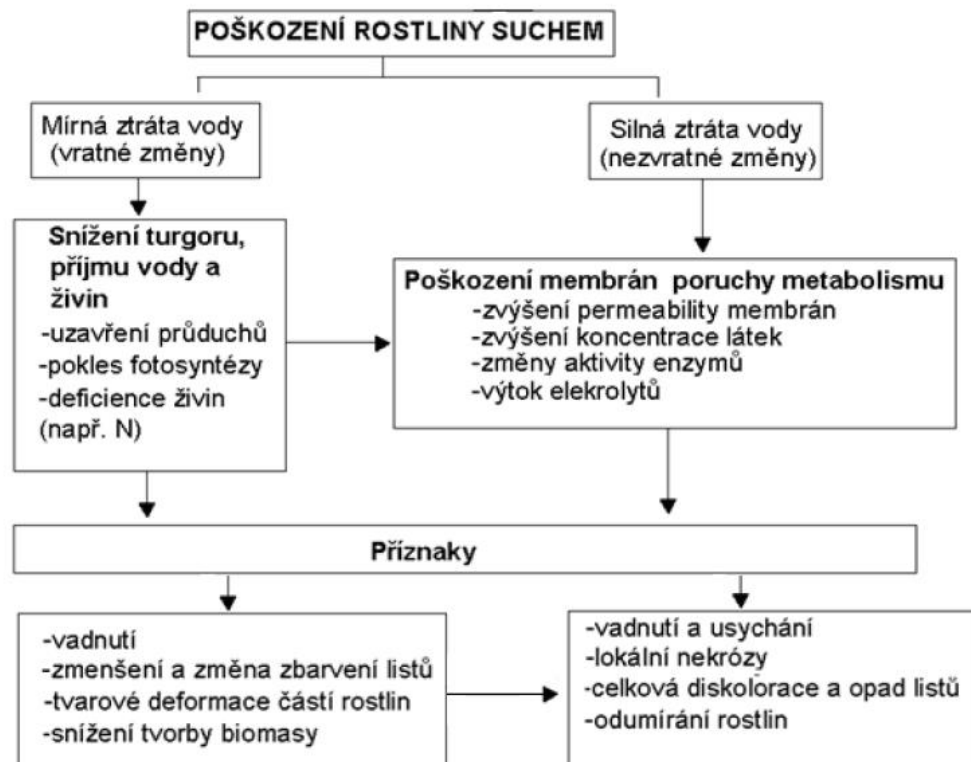 POŠKOZENÍ ROSTLINY SUCHEM
Mírná ztráta vody
(vratné změny)
Silná ztráta vody
(nezvratné změny)
Snížení turgoru,
příjmu vody a
živin
-uzavření průduchů
-pokles fotosyntézy
-deficience živin
(např. N)
Poškození membrán poruchy metabolismu
-zvýšení permeability membrán
-zvýšení koncentrace látek
-změny aktivity enzymů
-výtok elekrolytů
Příznaky
-vadnutí
-zmenšení a změna zbarvení listů
-tvarové deformace částí rostlin
-snížení tvorby biomasy
-vadnutí a usychání
-lokální nekrózy
-celková diskolorace a opad listů
-odumírání rostlin